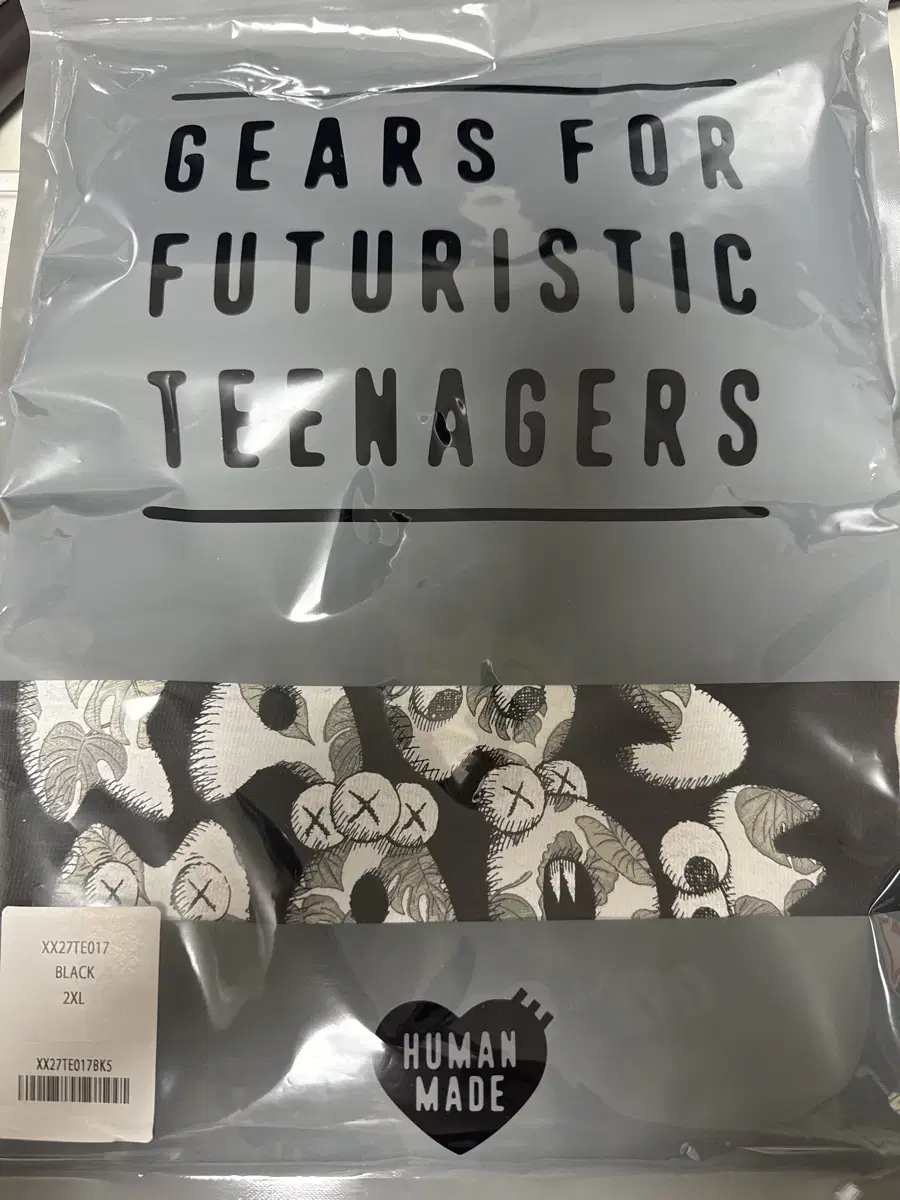 GEARS FOR
FUTURISTIC
TEENAGERS
XX27TE017
BLACK
2XL
XX27TE017BK5
HUMAN
MADE